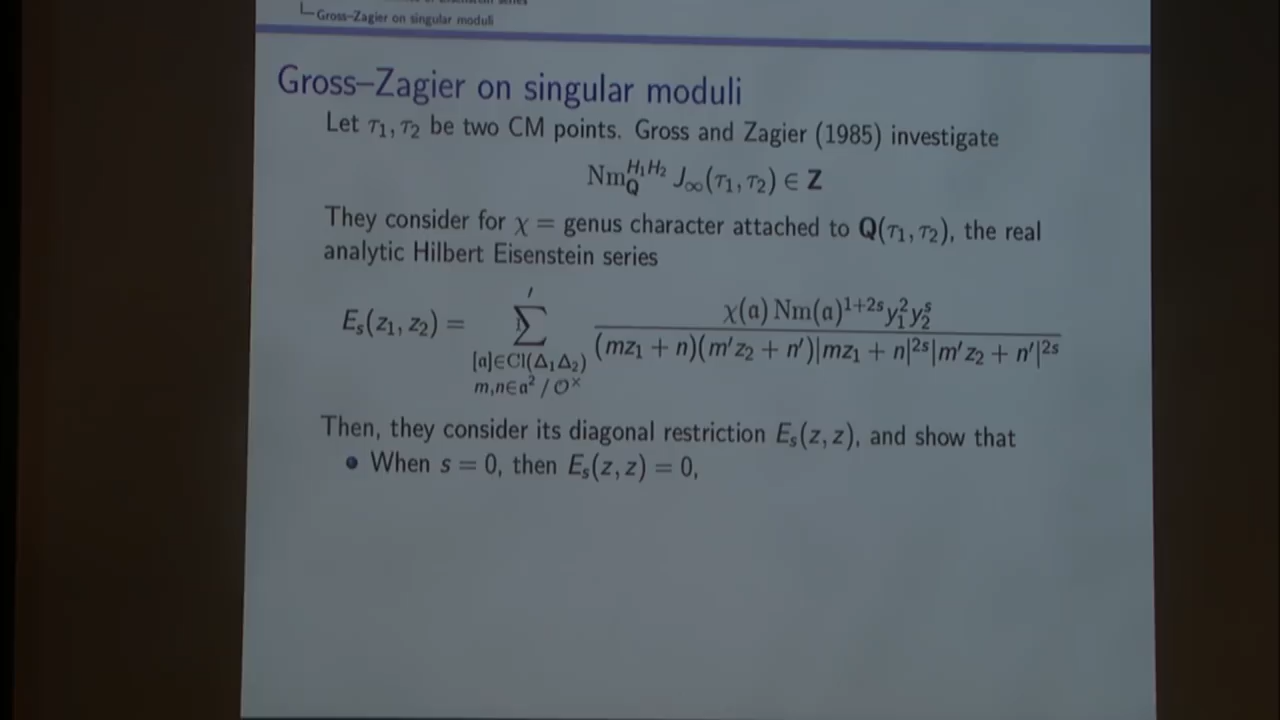 Gross–Zagier on singular moduli
Gross–Zagier on singular moduli
Let τ₁, τ₂ be two CM points. Gross and Zagier (1985) investigate
Nm_Q^{H₁H₂} J_∞(τ₁, τ₂) ∈ Z
They consider for χ = genus character attached to Q(τ₁, τ₂), the real
analytic Hilbert Eisenstein series
E_s(z₁, z₂) = ∑′_{[a]∈Cl(Δ₁Δ₂) m,n∈a² / O^×} χ(a) Nm(a)^{1+2s} y₁² y₂^s / (mz₁ + n)(m′z₂ + n′)|mz₁ + n|^{2s}|m′z₂ + n′|^{2s}
Then, they consider its diagonal restriction E_s(z, z), and show that
• When s = 0, then E_s(z, z) = 0,